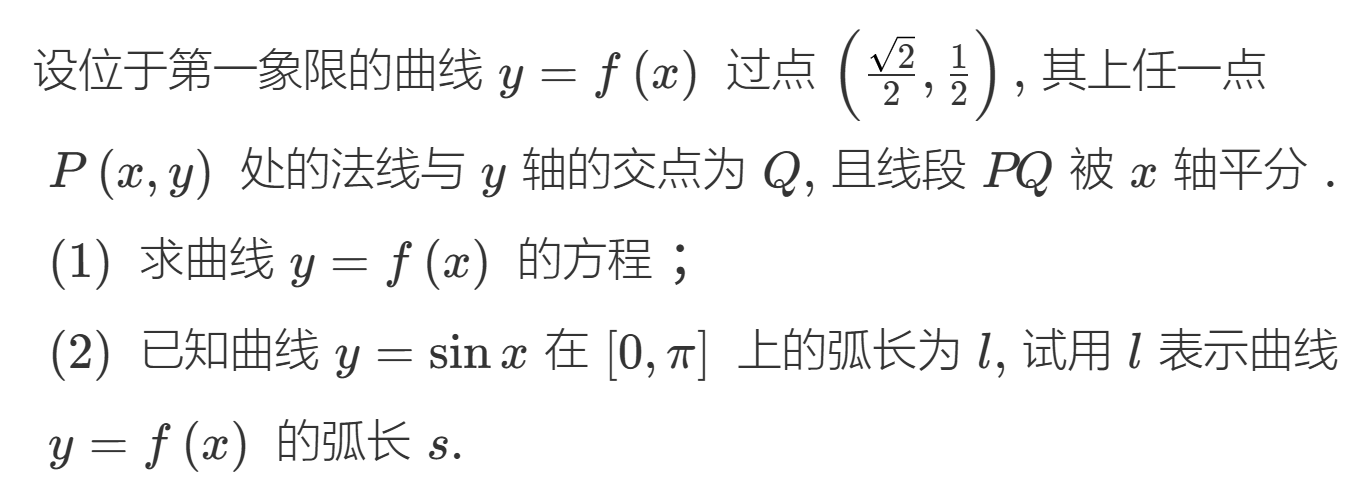 设位于第一象限的曲线 y = f (x) 过点 (√2/2, 1/2), 其上任一点
P (x, y) 处的法线与 y 轴的交点为 Q, 且线段 PQ 被 x 轴平分 .
(1) 求曲线 y = f (x) 的方程；
(2) 已知曲线 y = sin x 在 [0, π] 上的弧长为 l, 试用 l 表示曲线
y = f (x) 的弧长 s.